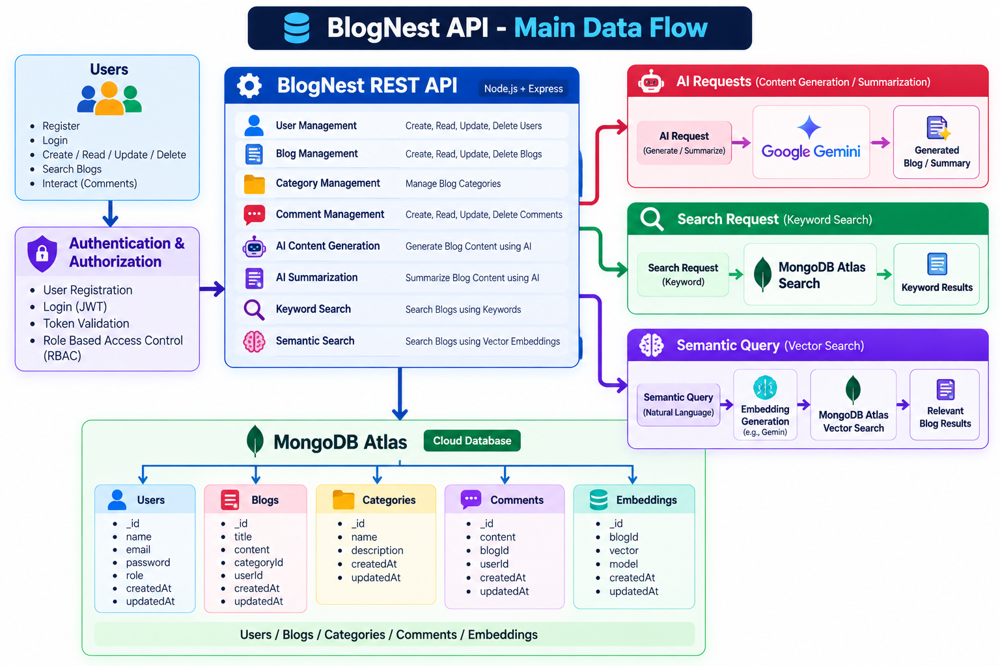 BlogNest API - Main Data Flow
Users
Register
Login
Create / Read / Update / Delete
Search Blogs
Interact (Comments)
Authentication &
Authorization
User Registration
Login (JWT)
Token Validation
Role Based Access Control
(RBAC)
BlogNest REST API
Node.js + Express
User Management Create, Read, Update, Delete Users
Blog Management Create, Read, Update, Delete Blogs
Category Management Manage Blog Categories
Comment Management Create, Read, Update, Delete Comments
AI Content Generation Generate Blog Content using AI
AI Summarization Summarize Blog Content using AI
Keyword Search Search Blogs using Keywords
Semantic Search Search Blogs using Vector Embeddings
AI Requests (Content Generation / Summarization)
AI Request
(Generate / Summarize)
Google Gemini
Generated
Blog / Summary
Search Request (Keyword Search)
Search Request
(Keyword)
MongoDB Atlas
Search
Keyword Results
Semantic Query (Vector Search)
Semantic Query
(Natural Language)
Embedding
Generation
(e.g., Gemin)
MongoDB Atlas
Vector Search
Relevant
Blog Results
MongoDB Atlas
Cloud Database
Users
_id
name
email
password
role
createdAt
updatedAt
Blogs
_id
title
content
categoryId
userId
createdAt
updatedAt
Categories
_id
name
description
createdAt
updatedAt
Comments
_id
content
blogId
userId
createdAt
updatedAt
Embeddings
_id
blogId
vector
model
createdAt
updatedAt
Users / Blogs / Categories / Comments / Embeddings